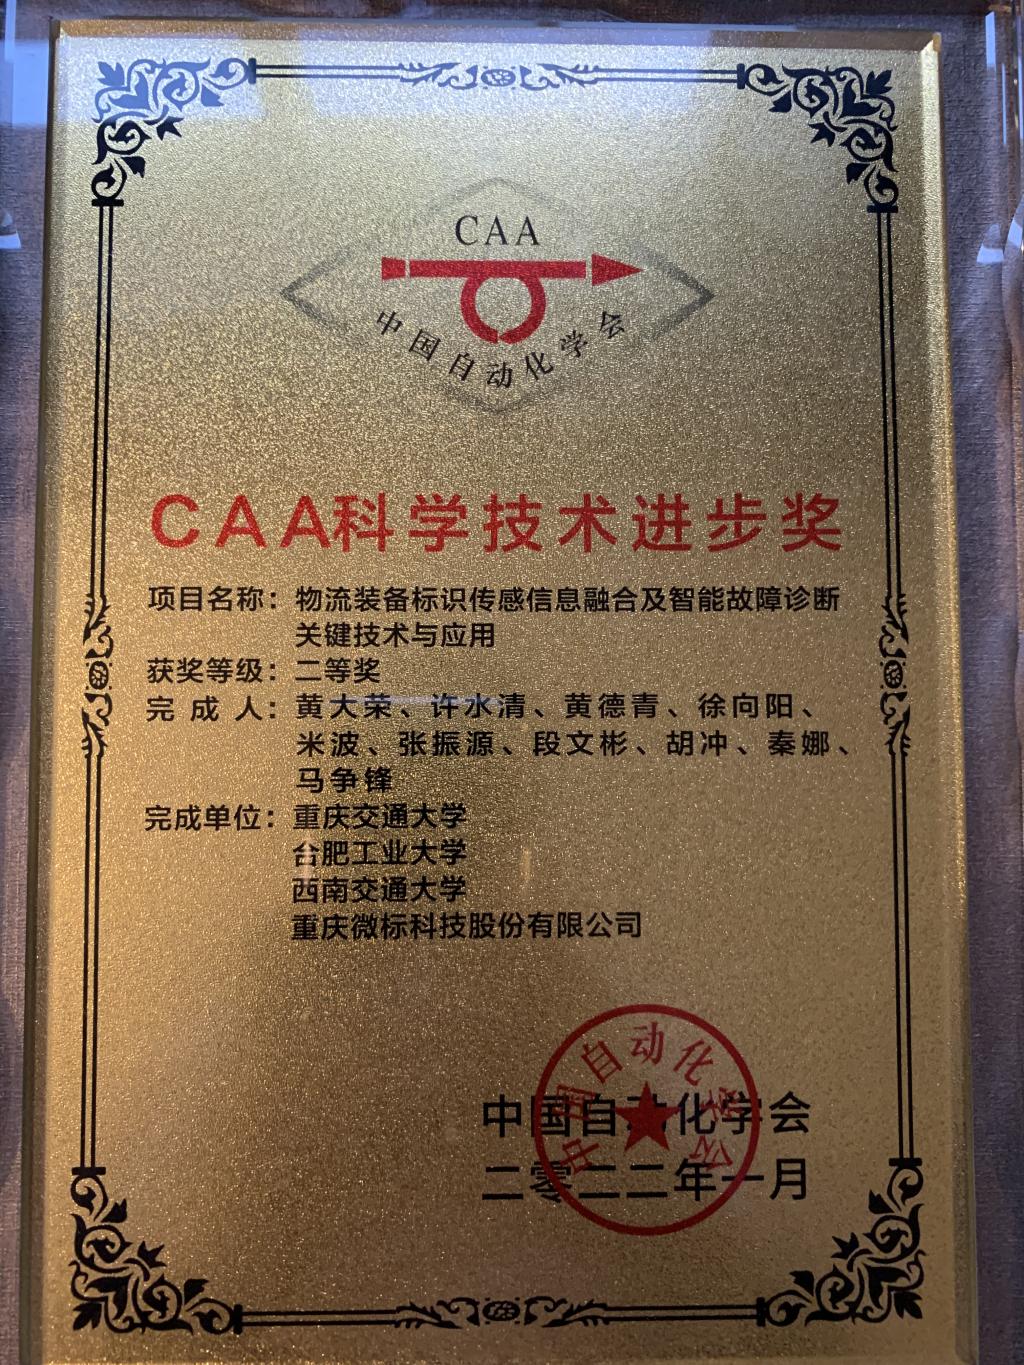 CAA
中国自动化学会
CAA科学技术进步奖
项目名称：物流装备标识传感信息融合及智能故障诊断
关键技术与应用
获奖等级：二等奖
完 成 人：黄大荣、许水清、黄德青、徐向阳、
米波、张振源、段文彬、胡冲、秦娜、
马争锋
完成单位：重庆交通大学
合肥工业大学
西南交通大学
重庆微标科技股份有限公司
中国自动化学会
中国自动化学会
二零二二年一月